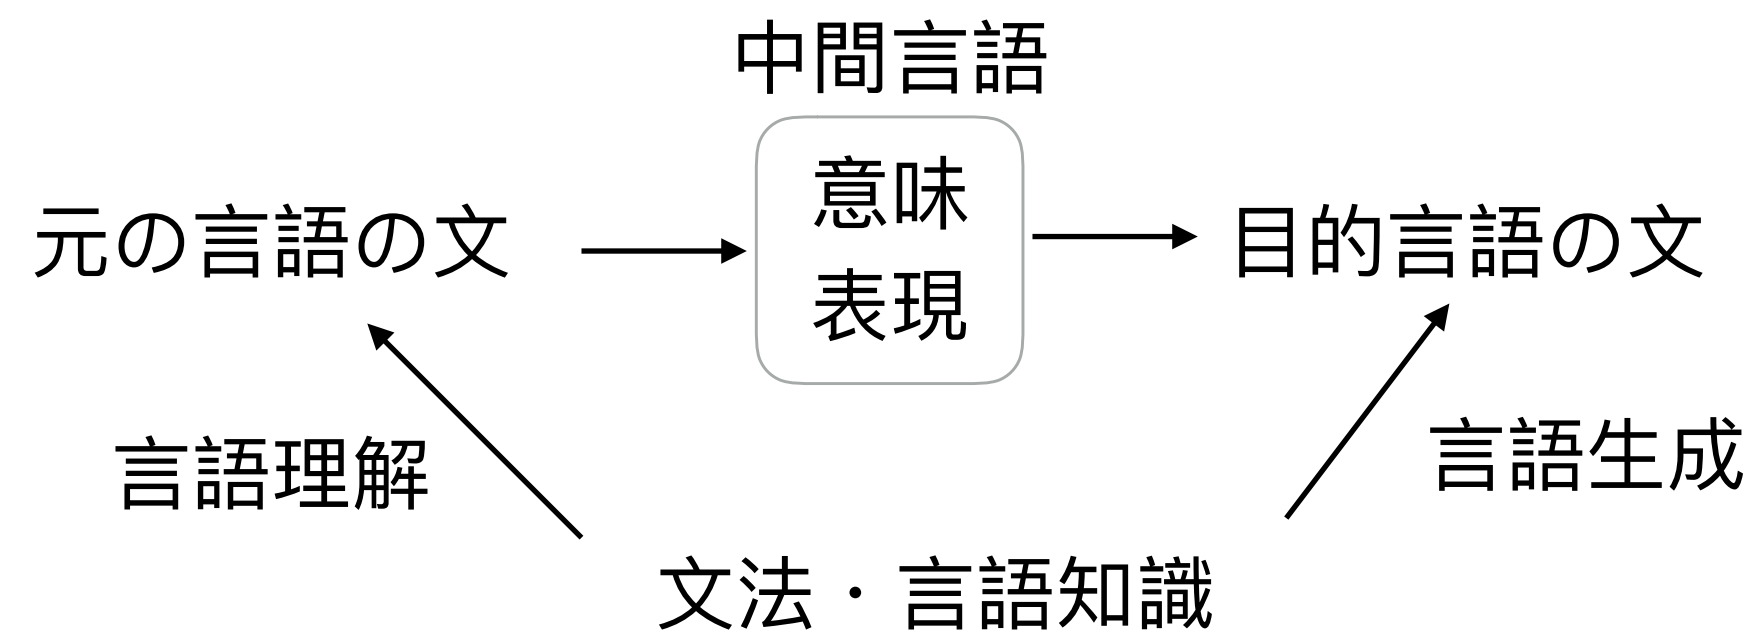 中間言語
元の言語の文
意味
表現
目的言語の文
言語理解
言語生成
文法・言語知識